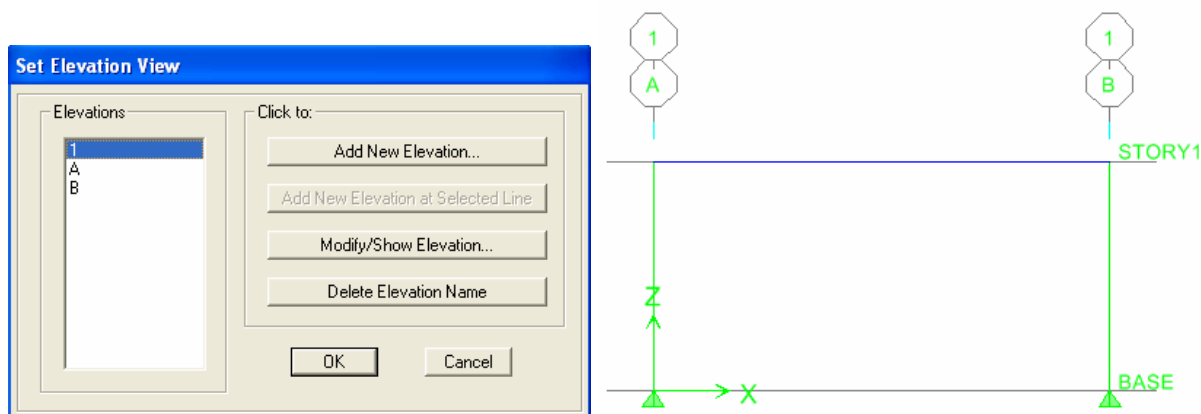 Set Elevation View
Elevations
1
A
B
Click to:
Add New Elevation...
Add New Elevation at Selected Line
Modify/Show Elevation...
Delete Elevation Name
OK
Cancel
1
1
A
B
STORY1
Z
X
BASE